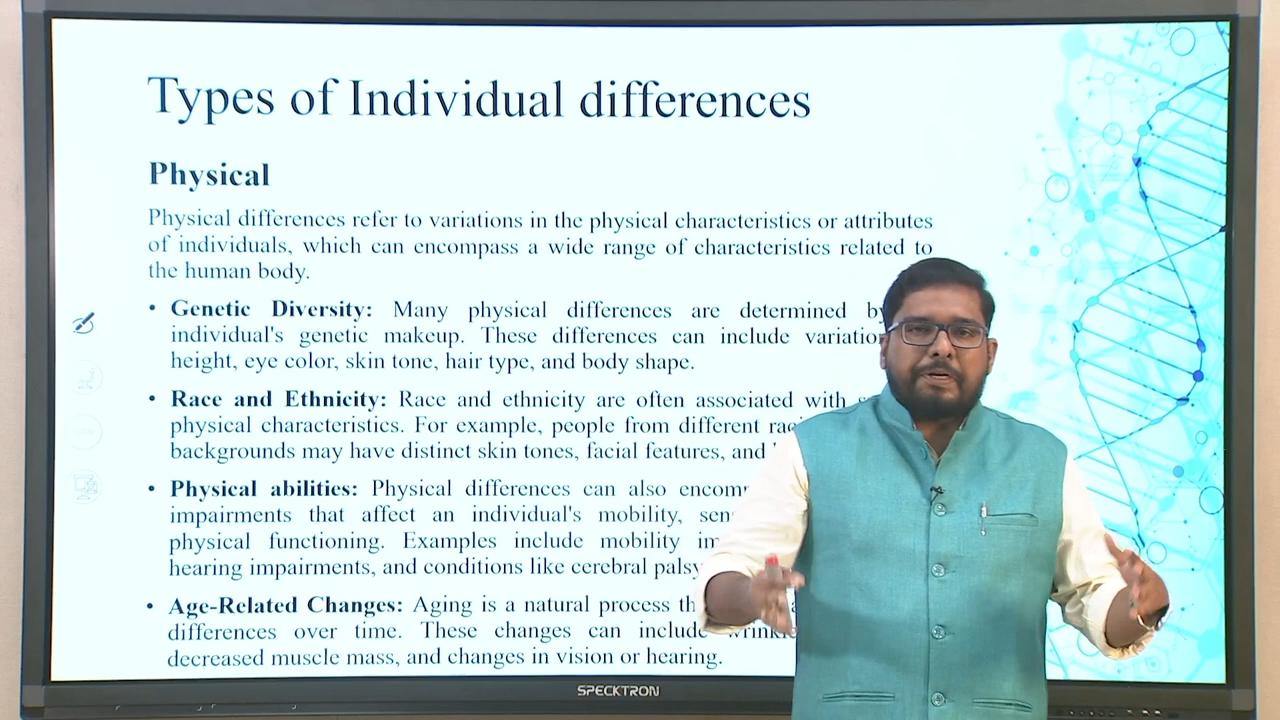 Types of Individual differences
Physical
Physical differences refer to variations in the physical characteristics or attributes
of individuals, which can encompass a wide range of characteristics related to
the human body.
• Genetic Diversity: Many physical differences are determined by
individual's genetic makeup. These differences can include
height, eye color, skin tone, hair type, and body shape.
• Race and Ethnicity: Race and ethnicity are often associated with
physical characteristics. For example, people from different
backgrounds may have distinct skin tones, facial features, and
• Physical abilities: Physical differences can also
impairments that affect an individual's mobility,
physical functioning. Examples include mobility
hearing impairments, and conditions like cerebral palsy
• Age-Related Changes: Aging is a natural process
differences over time. These changes can include
decreased muscle mass, and changes in vision or hearing.
SPECKTRON